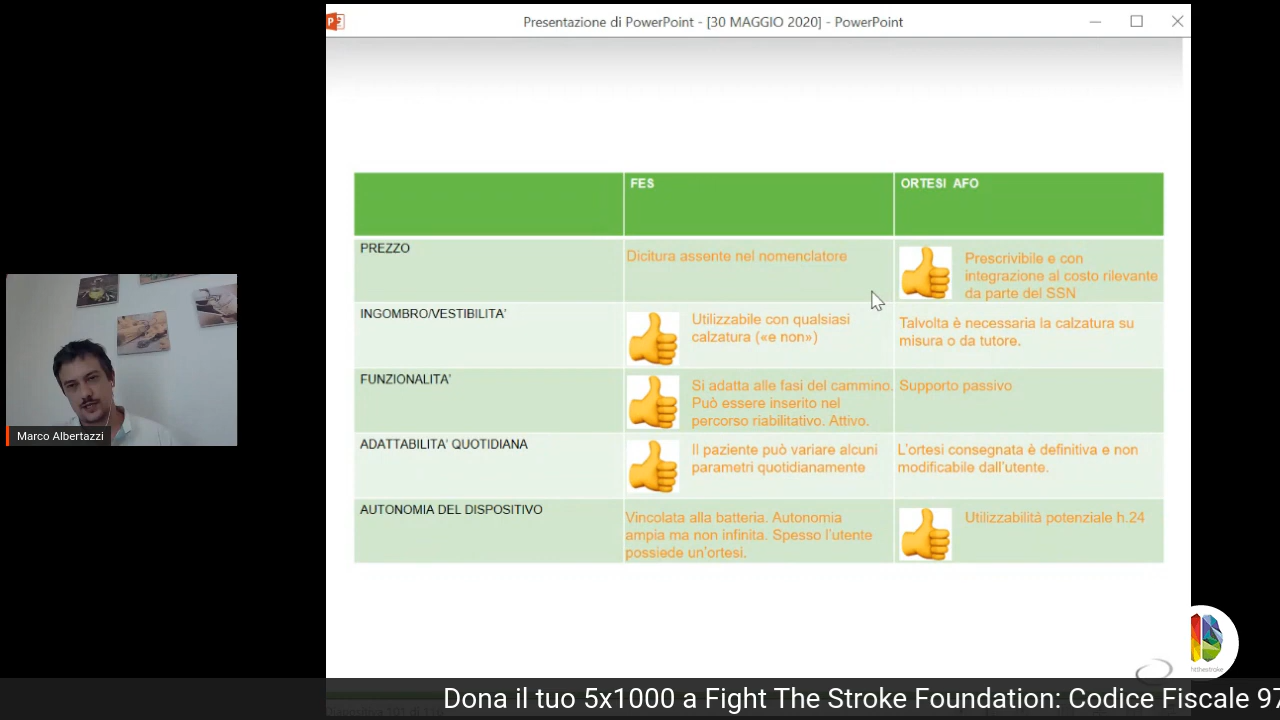 Presentazione di PowerPoint - [30 MAGGIO 2020] - PowerPoint
FES
ORTESI AFO
PREZZO
Dicitura assente nel nomenclatore
Prescrivibile e con
integrazione al costo rilevante
da parte del SSN
INGOMBRO/VESTIBILITA'
Utilizzabile con qualsiasi
calzatura («e non»)
Talvolta è necessaria la calzatura su
misura o da tutore.
FUNZIONALITA'
Si adatta alle fasi del cammino.
Può essere inserito nel
percorso riabilitativo. Attivo.
Supporto passivo
ADATTABILITA' QUOTIDIANA
Il paziente può variare alcuni
parametri quotidianamente
L'ortesi consegnata è definitiva e non
modificabile dall'utente.
AUTONOMIA DEL DISPOSITIVO
Vincolata alla batteria. Autonomia
ampia ma non infinita. Spesso l'utente
possiede un'ortesi.
Utilizzabilità potenziale h.24
Marco Albertazzi
Dona il tuo 5x1000 a Fight The Stroke Foundation: Codice Fiscale 97